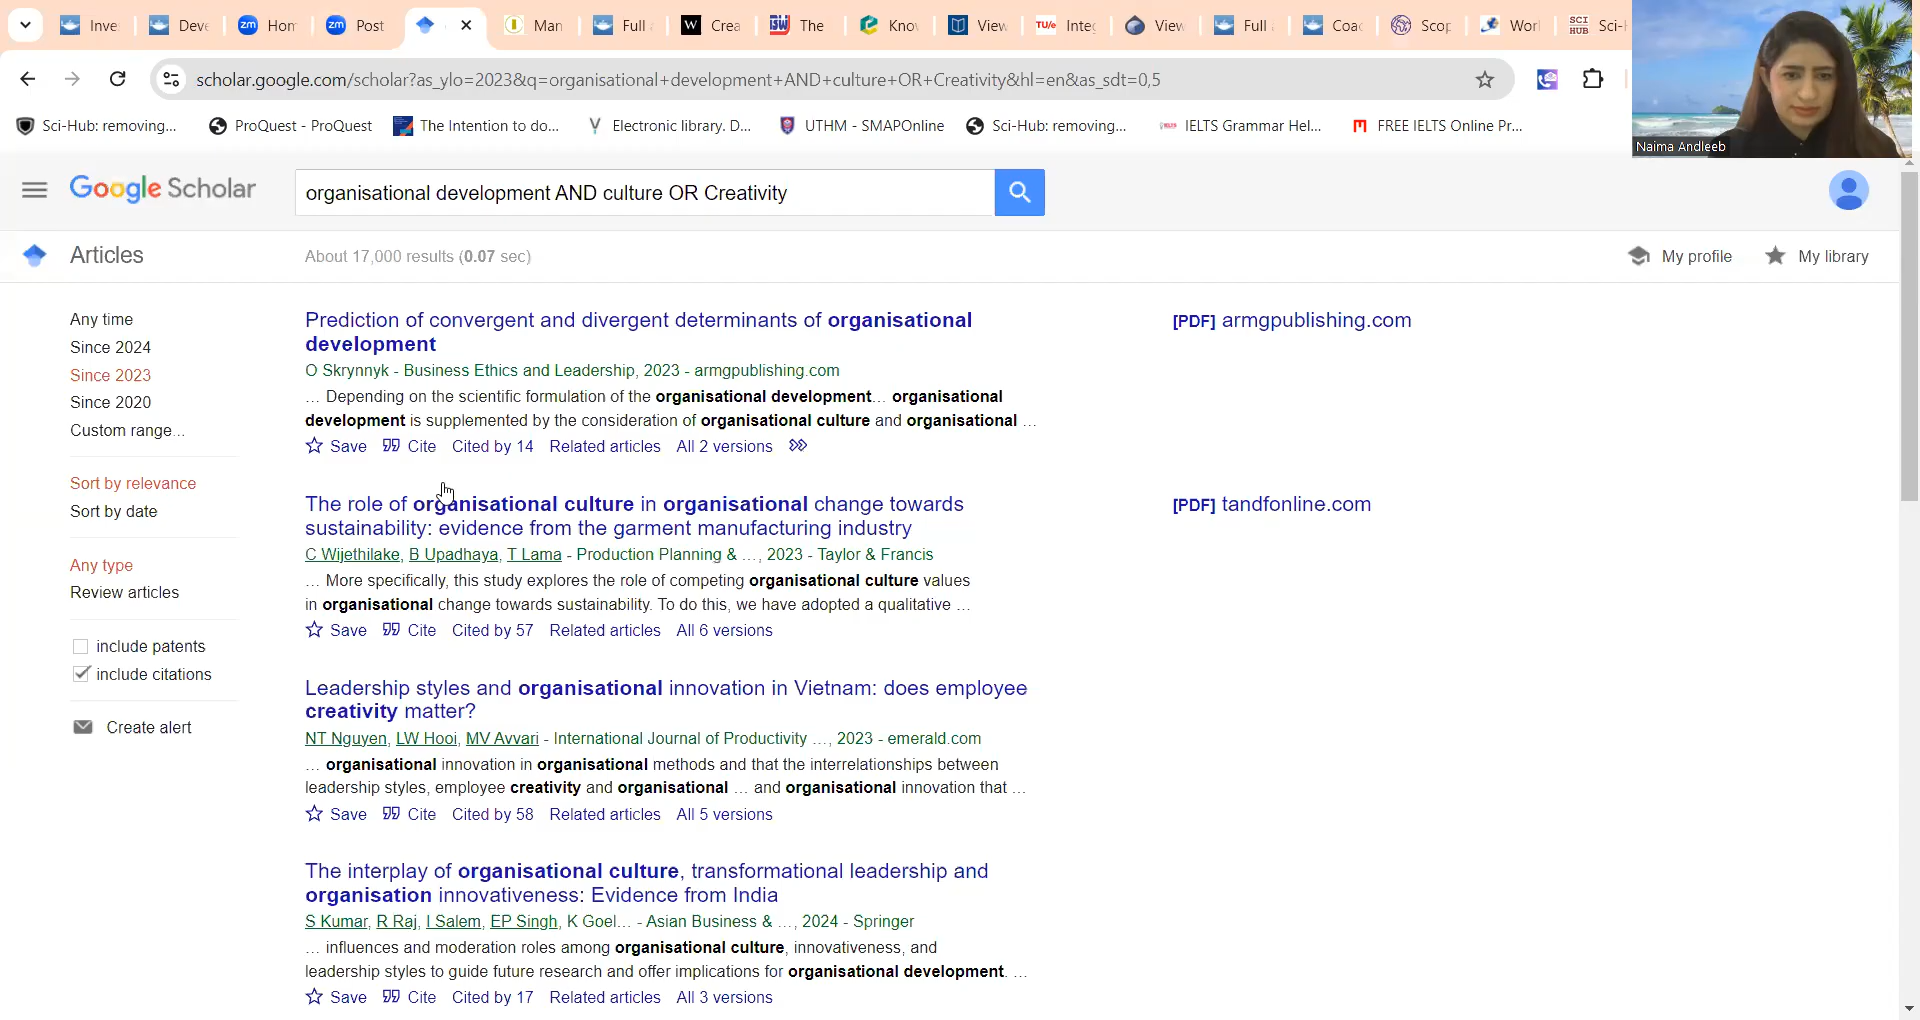 Inve
Deve
zm Hon
zm Post
Man
Full
W Crea
ISW The
Knov
View
TU/e Integ
View
Full
Coac
Scop
Worl
SCI HUB Sci-H
scholar.google.com/scholar?as_ylo=2023&q=organisational+development+AND+culture+OR+Creativity&hl=en&as_sdt=0,5
Sci-Hub: removing...
ProQuest - ProQuest
The Intention to do...
Electronic library. D...
UTHM - SMAPOnline
Sci-Hub: removing...
IELTS Grammar Hel...
FREE IELTS Online Pr...
Naima Andleeb
Google Scholar
organisational development AND culture OR Creativity
Articles
About 17,000 results (0.07 sec)
My profile
My library
Any time
Since 2024
Since 2023
Since 2020
Custom range...
Sort by relevance
Sort by date
Any type
Review articles
include patents
include citations
Create alert
Prediction of convergent and divergent determinants of organisational
development
O Skrynnyk - Business Ethics and Leadership, 2023 - armgpublishing.com
… Depending on the scientific formulation of the organisational development… organisational
development is supplemented by the consideration of organisational culture and organisational …
Save Cite Cited by 14 Related articles All 2 versions
[PDF] armgpublishing.com
The role of organisational culture in organisational change towards
sustainability: evidence from the garment manufacturing industry
C Wijethilake, B Upadhaya, T Lama - Production Planning & …, 2023 - Taylor & Francis
… More specifically, this study explores the role of competing organisational culture values
in organisational change towards sustainability. To do this, we have adopted a qualitative …
Save Cite Cited by 57 Related articles All 6 versions
[PDF] tandfonline.com
Leadership styles and organisational innovation in Vietnam: does employee
creativity matter?
NT Nguyen, LW Hooi, MV Avvari - International Journal of Productivity …, 2023 - emerald.com
… organisational innovation in organisational methods and that the interrelationships between
leadership styles, employee creativity and organisational … and organisational innovation that …
Save Cite Cited by 58 Related articles All 5 versions
The interplay of organisational culture, transformational leadership and
organisation innovativeness: Evidence from India
S Kumar, R Raj, I Salem, EP Singh, K Goel… - Asian Business & …, 2024 - Springer
… influences and moderation roles among organisational culture, innovativeness, and
leadership styles to guide future research and offer implications for organisational development. …
Save Cite Cited by 17 Related articles All 3 versions